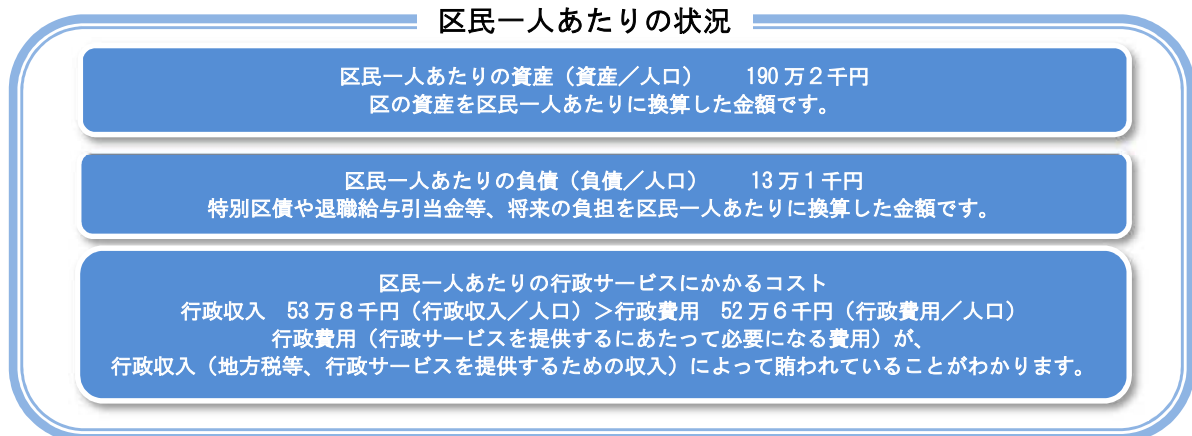 区民一人あたりの状況
区民一人あたりの資産（資産／人口）　　190 万２千円
区の資産を区民一人あたりに換算した金額です。
区民一人あたりの負債（負債／人口）　　13 万１千円
特別区債や退職給与引当金等、将来の負担を区民一人あたりに換算した金額です。
区民一人あたりの行政サービスにかかるコスト
行政収入　53 万８千円（行政収入／人口）＞行政費用　52 万６千円（行政費用／人口）
行政費用（行政サービスを提供するにあたって必要になる費用）が、
行政収入（地方税等、行政サービスを提供するための収入）によって賄われていることがわかります。